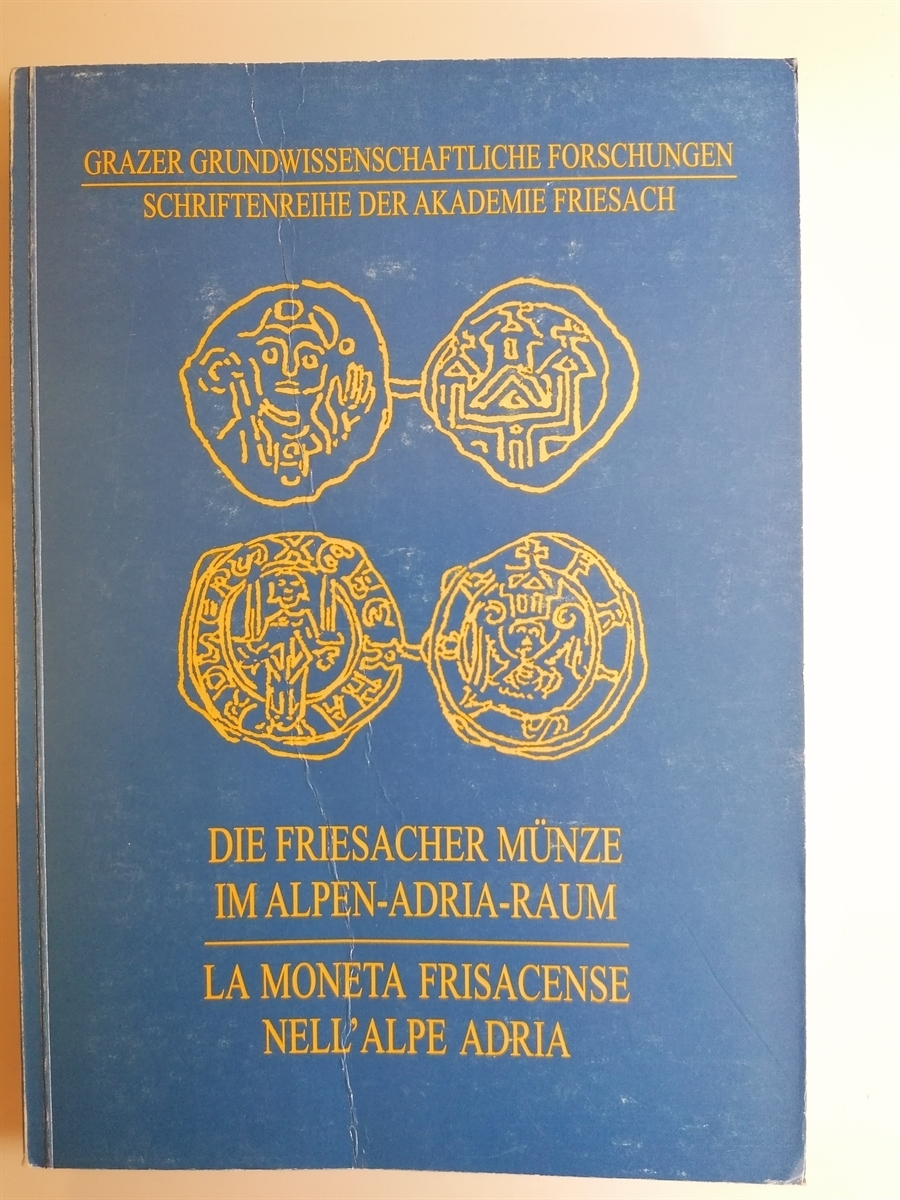 GRAZER GRUNDWISSENSCHAFTLICHE FORSCHUNGEN
SCHRIFTENREIHE DER AKADEMIE FRIESACH
DIE FRIESACHER MÜNZE
IM ALPEN-ADRIA-RAUM
LA MONETA FRISACENSE
NELL'ALPE ADRIA